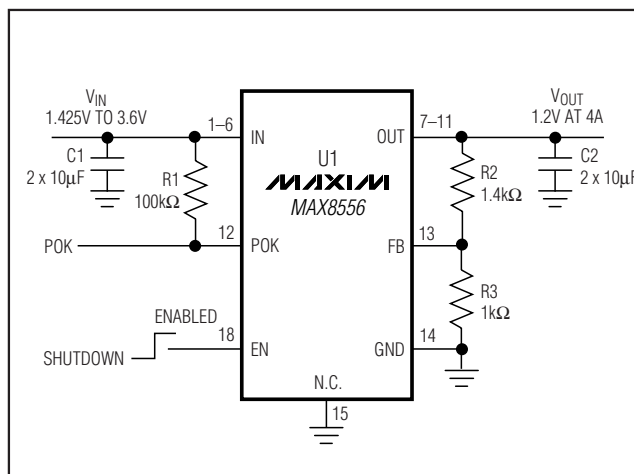 VIN
1.425V TO 3.6V
C1
2 x 10µF
R1
100kΩ
POK
SHUTDOWN
ENABLED
1–6
IN
12
POK
18
EN
U1
MAXIM
MAX8556
N.C.
15
OUT
7–11
FB
13
GND
14
VOUT
1.2V AT 4A
R2
1.4kΩ
R3
1kΩ
C2
2 x 10µF